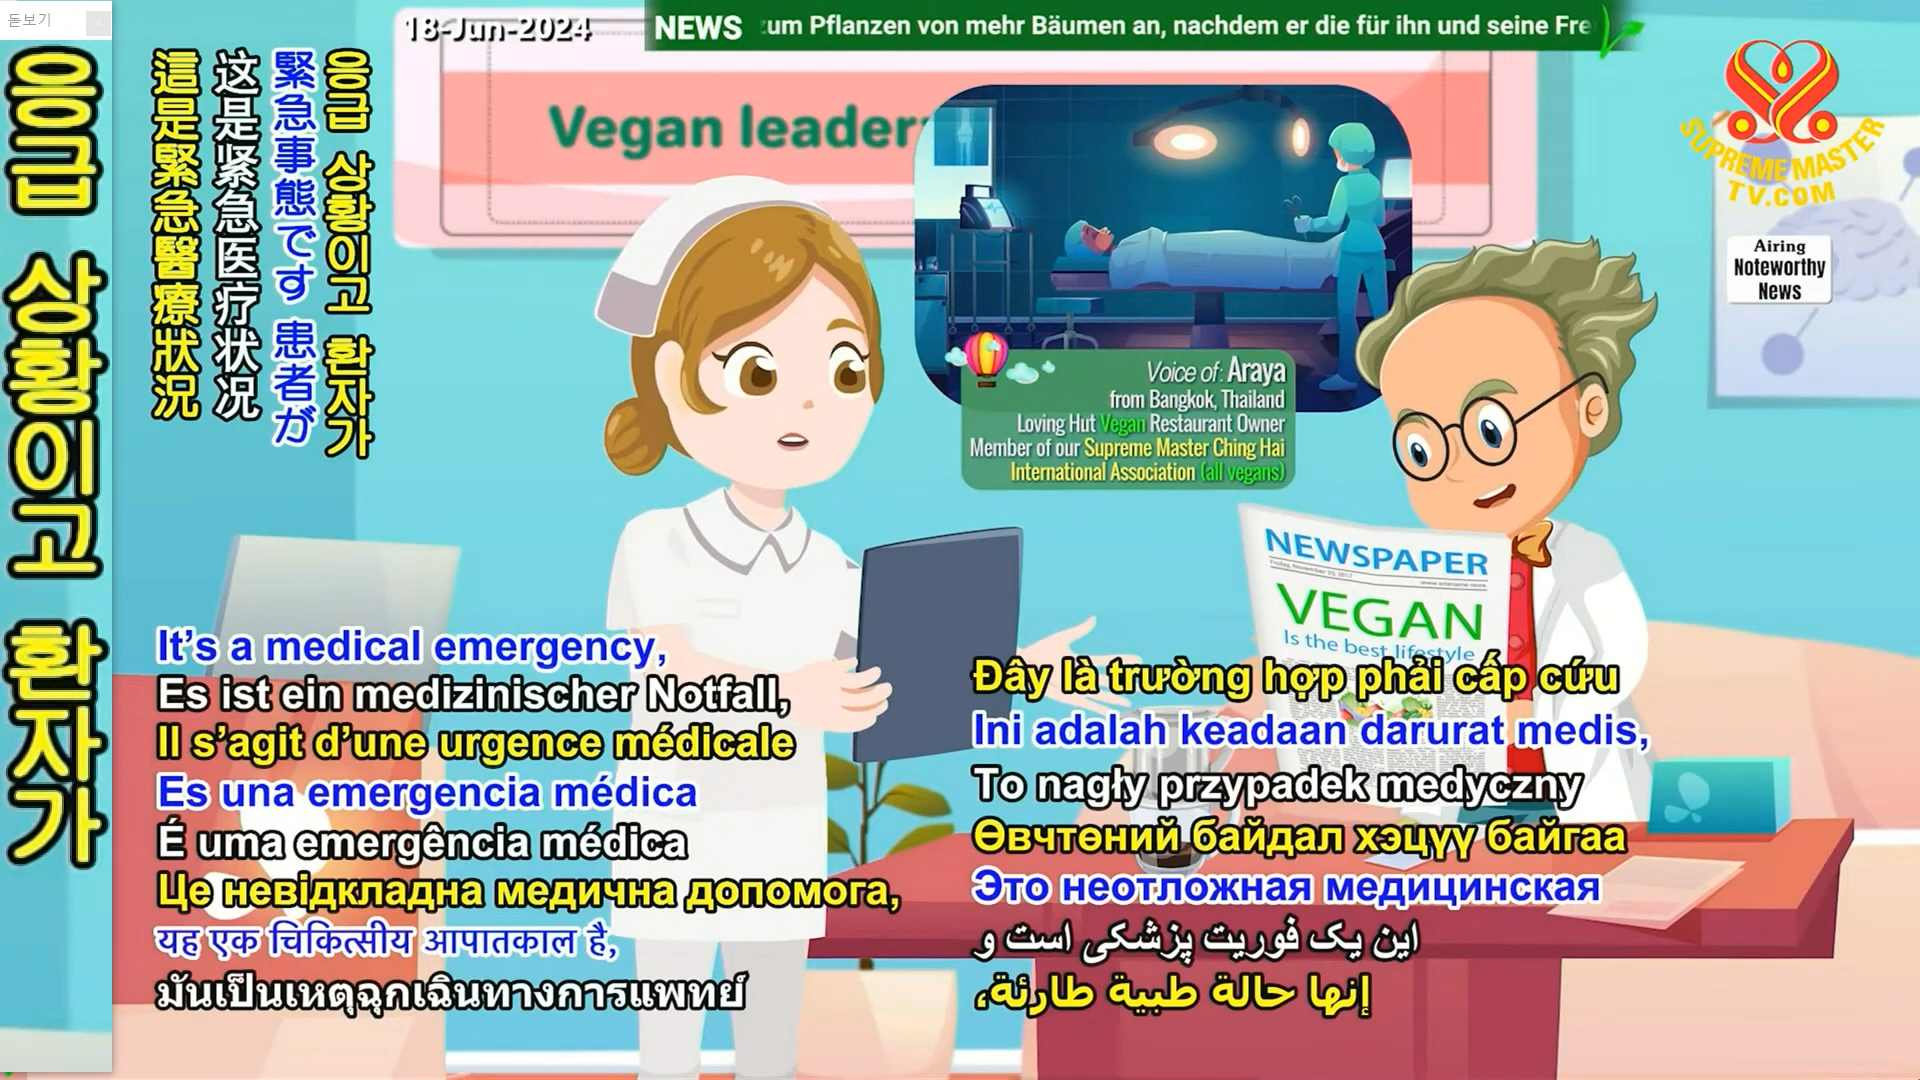 돋보기
응급 상황이고 환자가
18-Jun-2024
NEWS
zum Pflanzen von mehr Bäumen an, nachdem er die für ihn und seine Fre
這是緊急醫療狀況
这是紧急医疗状况
緊急事態です 患者が
응급 상황이고 환자가
Vegan leader
SUPREME MASTER
TV.COM
Airing
Noteworthy
News
Voice of: Araya
from Bangkok, Thailand
Loving Hut Vegan Restaurant Owner
Member of our Supreme Master Ching Hai
International Association (all vegans)
NEWSPAPER
Friday, November 25, 2017
VEGAN
Is the best lifestyle
It's a medical emergency,
Es ist ein medizinischer Notfall,
Il s'agit d'une urgence médicale
Es una emergencia médica
É uma emergência médica
Це невідкладна медична допомога,
यह एक चिकित्सीय आपातकाल है,
มันเป็นเหตุฉุกเฉินทางการแพทย์
Đây là trường hợp phải cấp cứu
Ini adalah keadaan darurat medis,
To nagły przypadek medyczny
Өвчтөний байдал хэцүү байгаа
Это неотложная медицинская
این یک فوریت پزشکی است و
إنها حالة طبية طارئة،